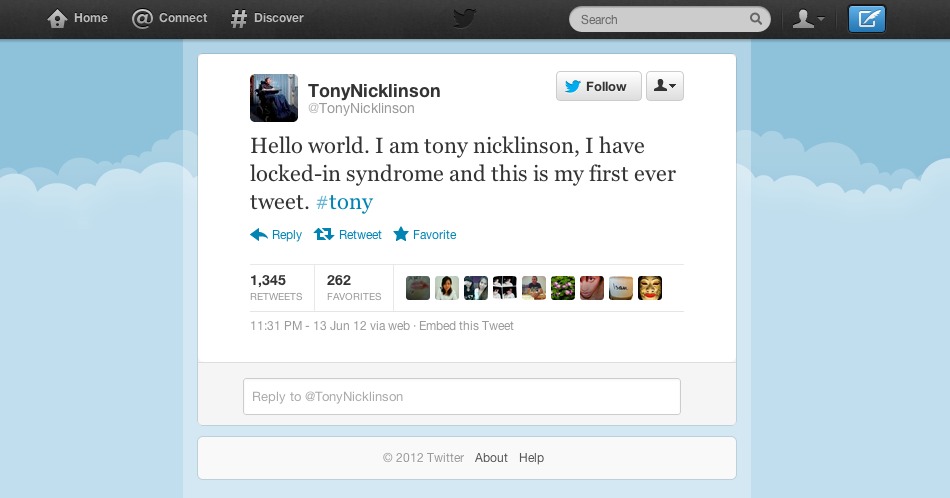 Home Connect Discover Search
TonyNicklinson
@TonyNicklinson
Follow
Hello world. I am tony nicklinson, I have
locked-in syndrome and this is my first ever
tweet. #tony
Reply Retweet Favorite
1,345 262
RETWEETS FAVORITES
11:31 PM - 13 Jun 12 via web · Embed this Tweet
Reply to @TonyNicklinson
© 2012 Twitter About Help